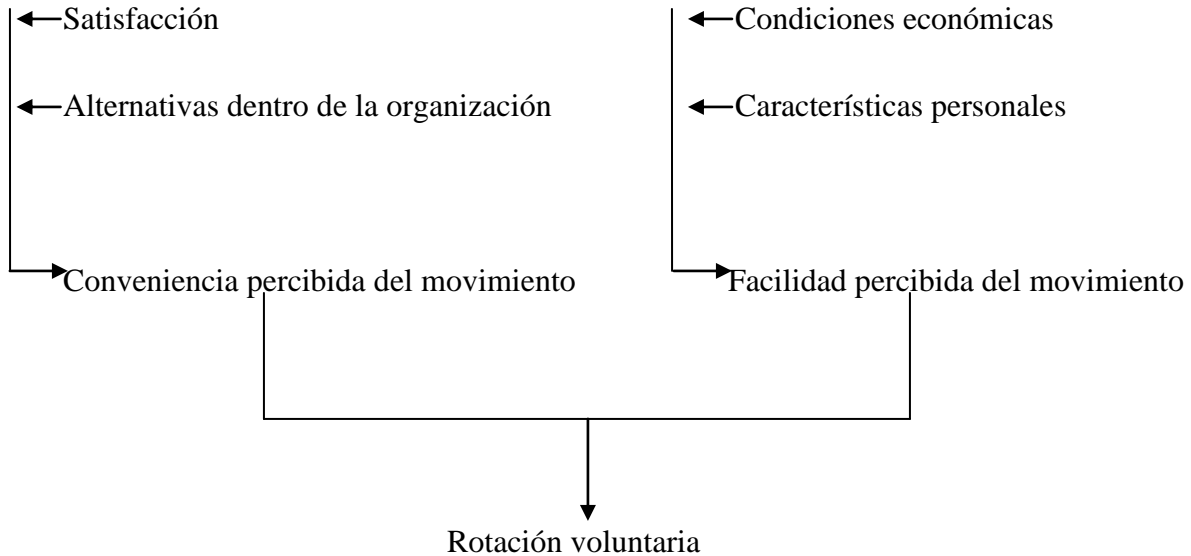 Satisfacción
Condiciones económicas
Alternativas dentro de la organización
Características personales
Conveniencia percibida del movimiento
Facilidad percibida del movimiento
Rotación voluntaria